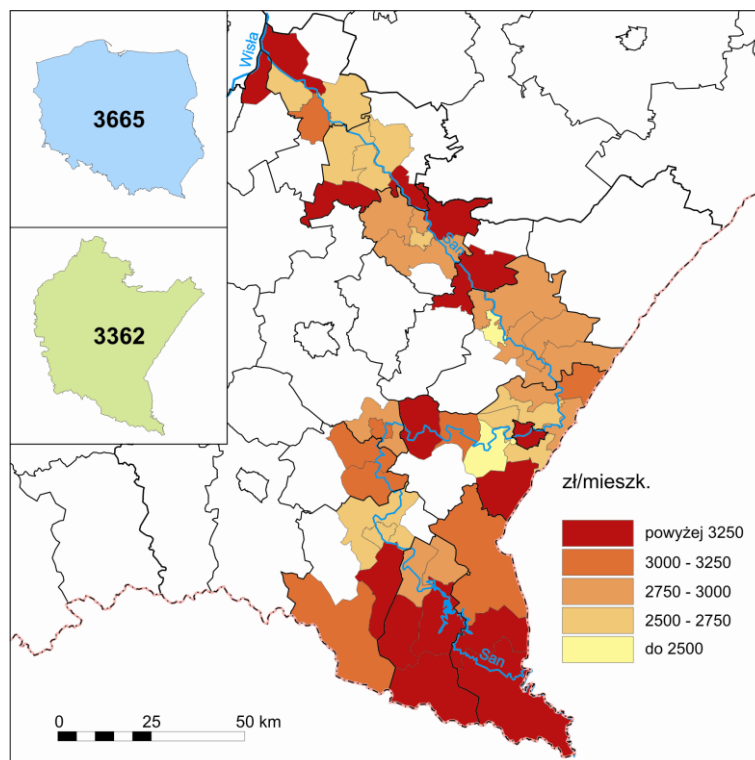 Wisła
3665
3362
San
zł/mieszk.
powyżej 3250
3000 - 3250
2750 - 3000
2500 - 2750
do 2500
San
0 25 50 km